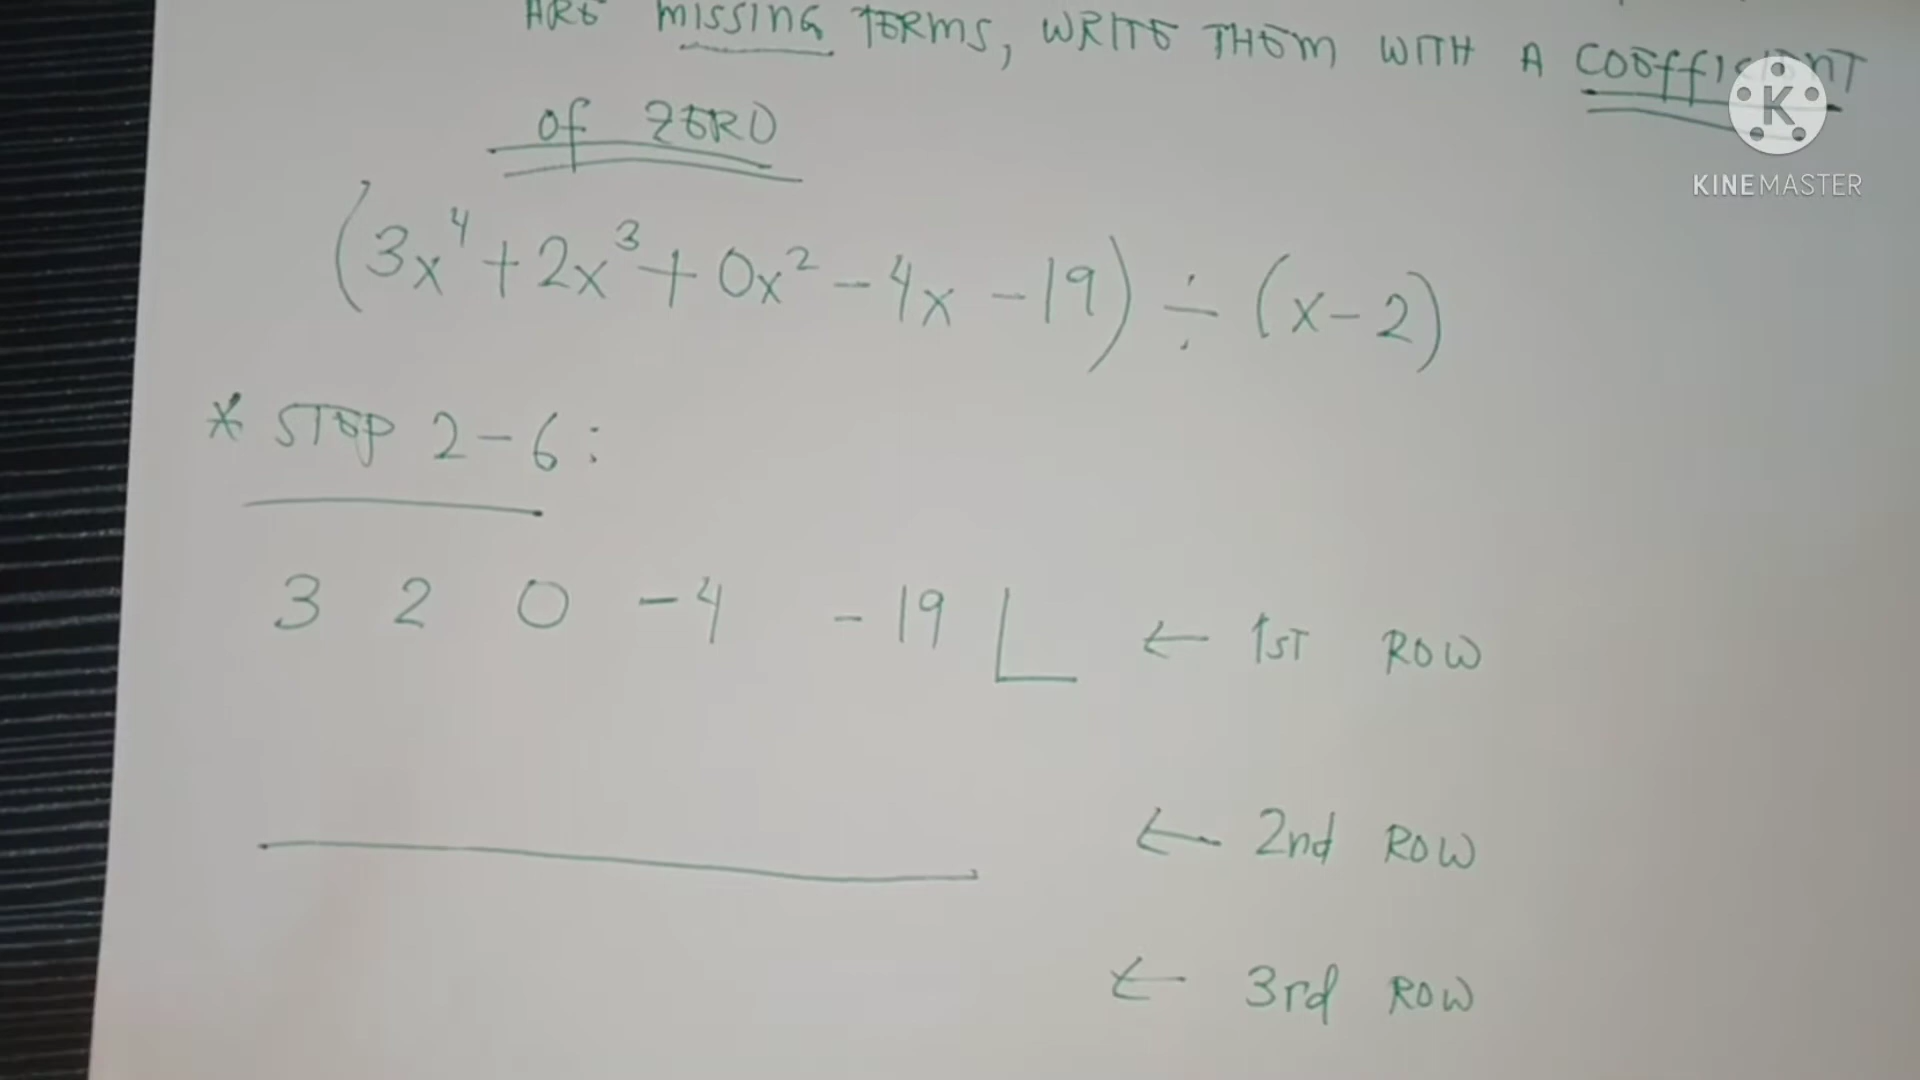 ARE MISSING TERMS, WRITE THEM WITH A COEFFICIENT
OF ZERO
(3x⁴ + 2x³ + 0x² - 4x - 19) ÷ (x - 2)
* STEP 2-6:
3 2 0 -4 -19 ← 1ST ROW
← 2nd ROW
← 3rd ROW
K
KINEMASTER